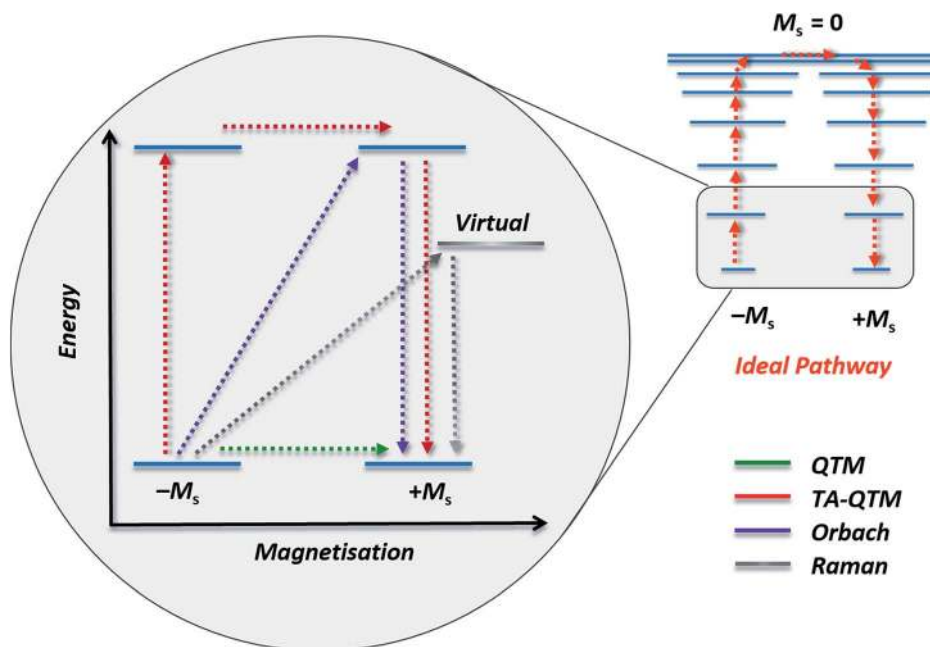 Ms = 0
Virtual
Energy
–Ms
+Ms
Magnetisation
–Ms
+Ms
Ideal Pathway
QTM
TA-QTM
Orbach
Raman